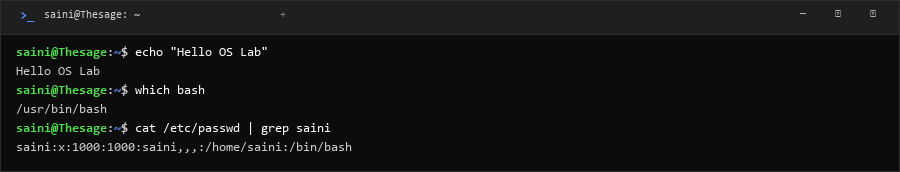 saini@Thesage: ~
saini@Thesage:~$ echo "Hello OS Lab"
Hello OS Lab
saini@Thesage:~$ which bash
/usr/bin/bash
saini@Thesage:~$ cat /etc/passwd | grep saini
saini:x:1000:1000:saini,,,:/home/saini:/bin/bash